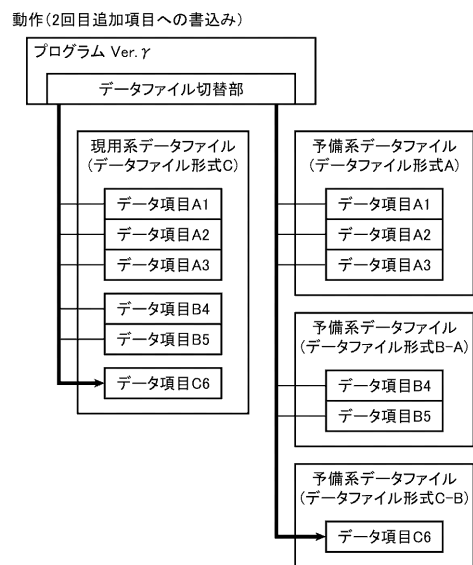 動作(2回目追加項目への書込み)
プログラム Ver.γ
データファイル切替部
現用系データファイル
(データファイル形式C)
データ項目A1
データ項目A2
データ項目A3
データ項目B4
データ項目B5
データ項目C6
予備系データファイル
(データファイル形式A)
データ項目A1
データ項目A2
データ項目A3
予備系データファイル
(データファイル形式B-A)
データ項目B4
データ項目B5
予備系データファイル
(データファイル形式C-B)
データ項目C6